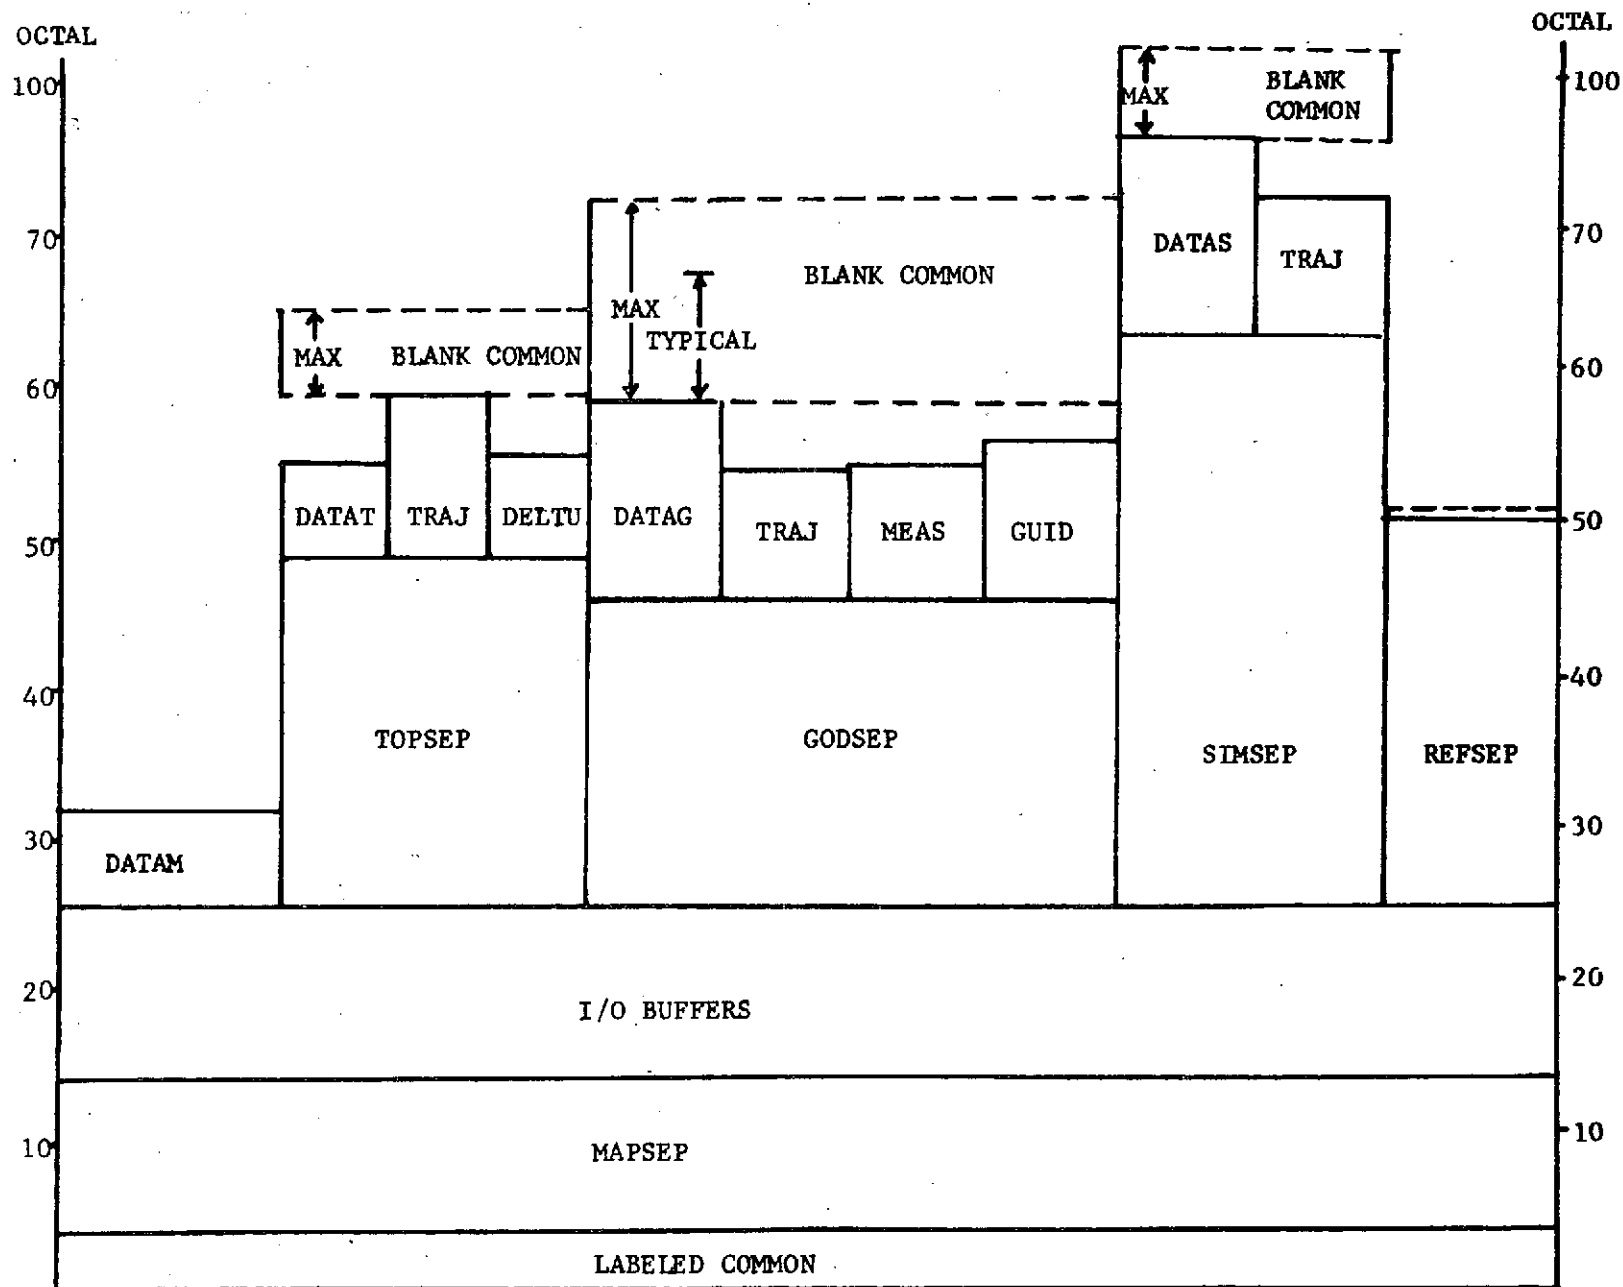 OCTAL
OCTAL
100
100
MAX
BLANK
COMMON
70
70
DATAS
TRAJ
BLANK COMMON
MAX
TYPICAL
MAX
BLANK COMMON
60
60
DATAT
TRAJ
DELTU
DATAG
TRAJ
MEAS
GUID
50
50
40
40
TOPSEP
GODSEP
SIMSEP
REFSEP
30
30
DATAM
20
20
I/O BUFFERS
10
10
MAPSEP
LABELED COMMON